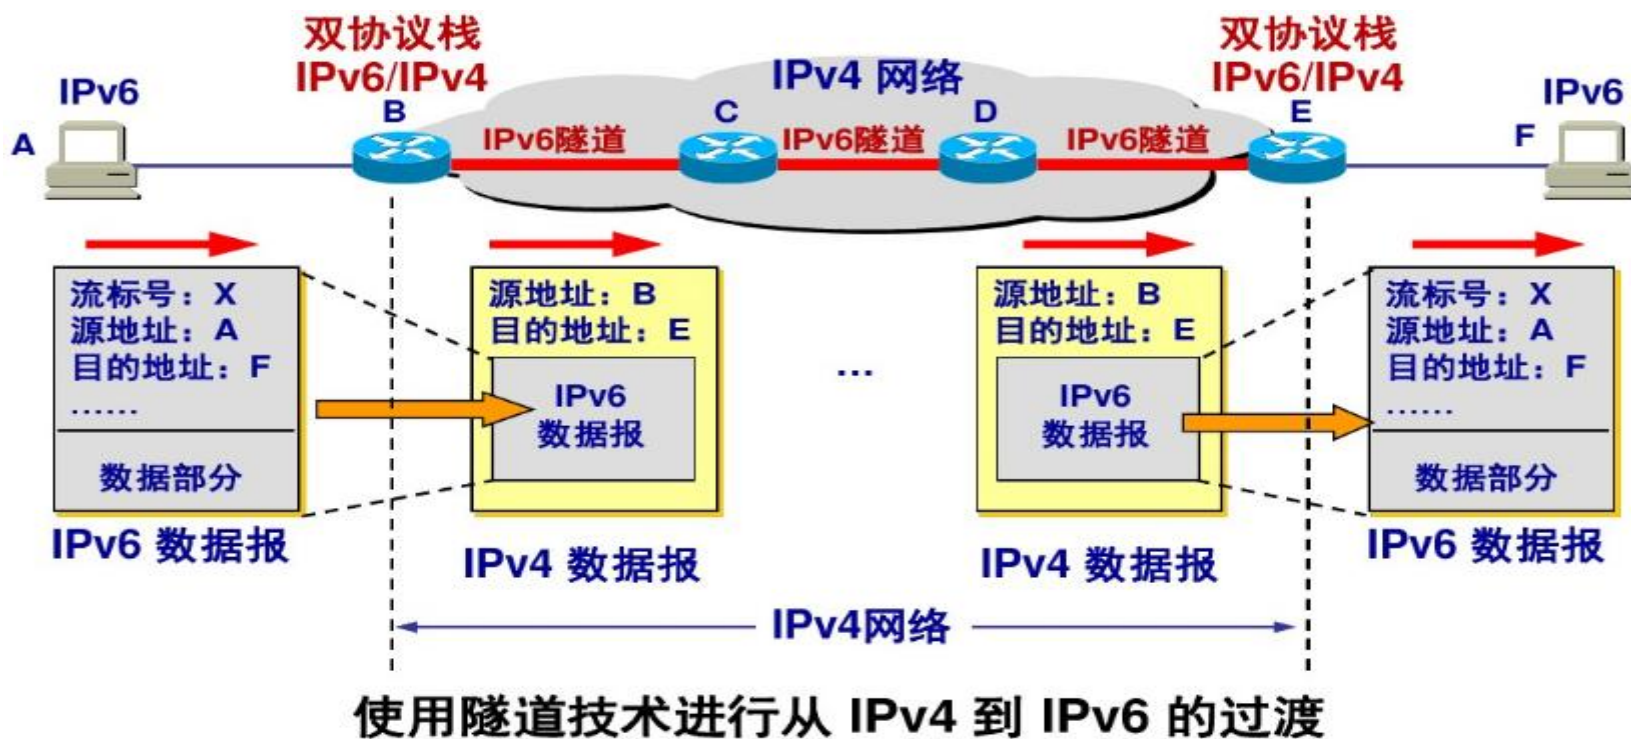 双协议栈
IPv6/IPv4
双协议栈
IPv6/IPv4
IPv4 网络
IPv6
IPv6
A
B
C
D
E
F
IPv6隧道
IPv6隧道
IPv6隧道
流标号：X
源地址：A
目的地址：F
......
数据部分
IPv6 数据报
源地址：B
目的地址：E
IPv6
数据报
IPv4 数据报
...
源地址：B
目的地址：E
IPv6
数据报
IPv4 数据报
流标号：X
源地址：A
目的地址：F
......
数据部分
IPv6 数据报
IPv4网络
使用隧道技术进行从 IPv4 到 IPv6 的过渡